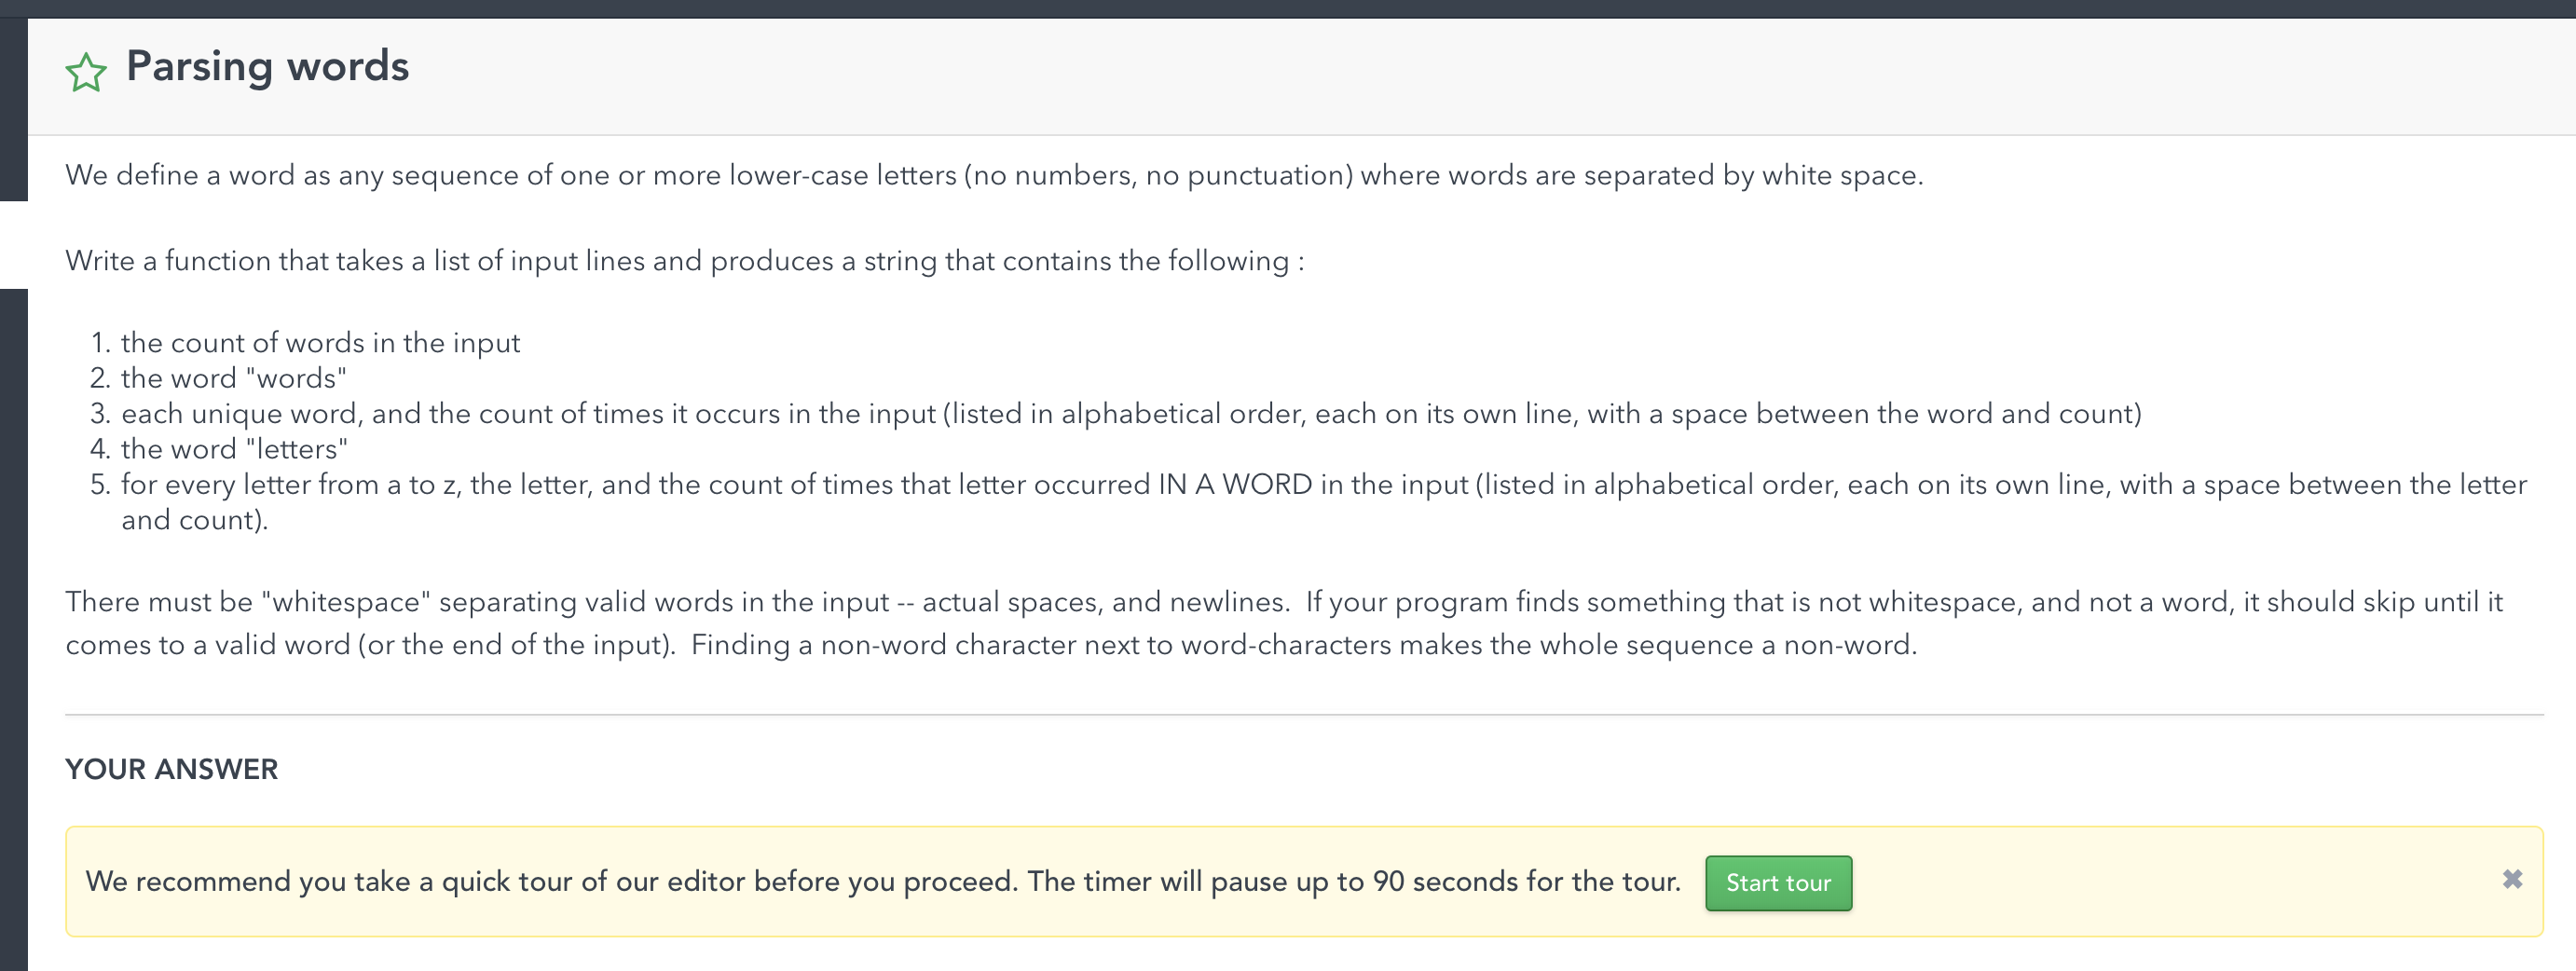 Parsing words
We define a word as any sequence of one or more lower-case letters (no numbers, no punctuation) where words are separated by white space.
Write a function that takes a list of input lines and produces a string that contains the following :
1. the count of words in the input
2. the word "words"
3. each unique word, and the count of times it occurs in the input (listed in alphabetical order, each on its own line, with a space between the word and count)
4. the word "letters"
5. for every letter from a to z, the letter, and the count of times that letter occurred IN A WORD in the input (listed in alphabetical order, each on its own line, with a space between the letter
and count).
There must be "whitespace" separating valid words in the input -- actual spaces, and newlines.  If your program finds something that is not whitespace, and not a word, it should skip until it
comes to a valid word (or the end of the input).  Finding a non-word character next to word-characters makes the whole sequence a non-word.
YOUR ANSWER
We recommend you take a quick tour of our editor before you proceed. The timer will pause up to 90 seconds for the tour. Start tour